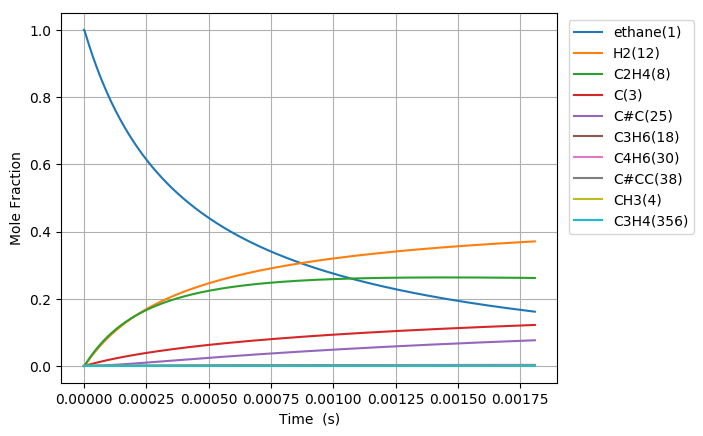 1.0
0.8
0.6
0.4
0.2
0.0
Mole Fraction
0.00000 0.00025 0.00050 0.00075 0.00100 0.00125 0.00150 0.00175
Time (s)
ethane(1)
H2(12)
C2H4(8)
C(3)
C#C(25)
C3H6(18)
C4H6(30)
C#CC(38)
CH3(4)
C3H4(356)